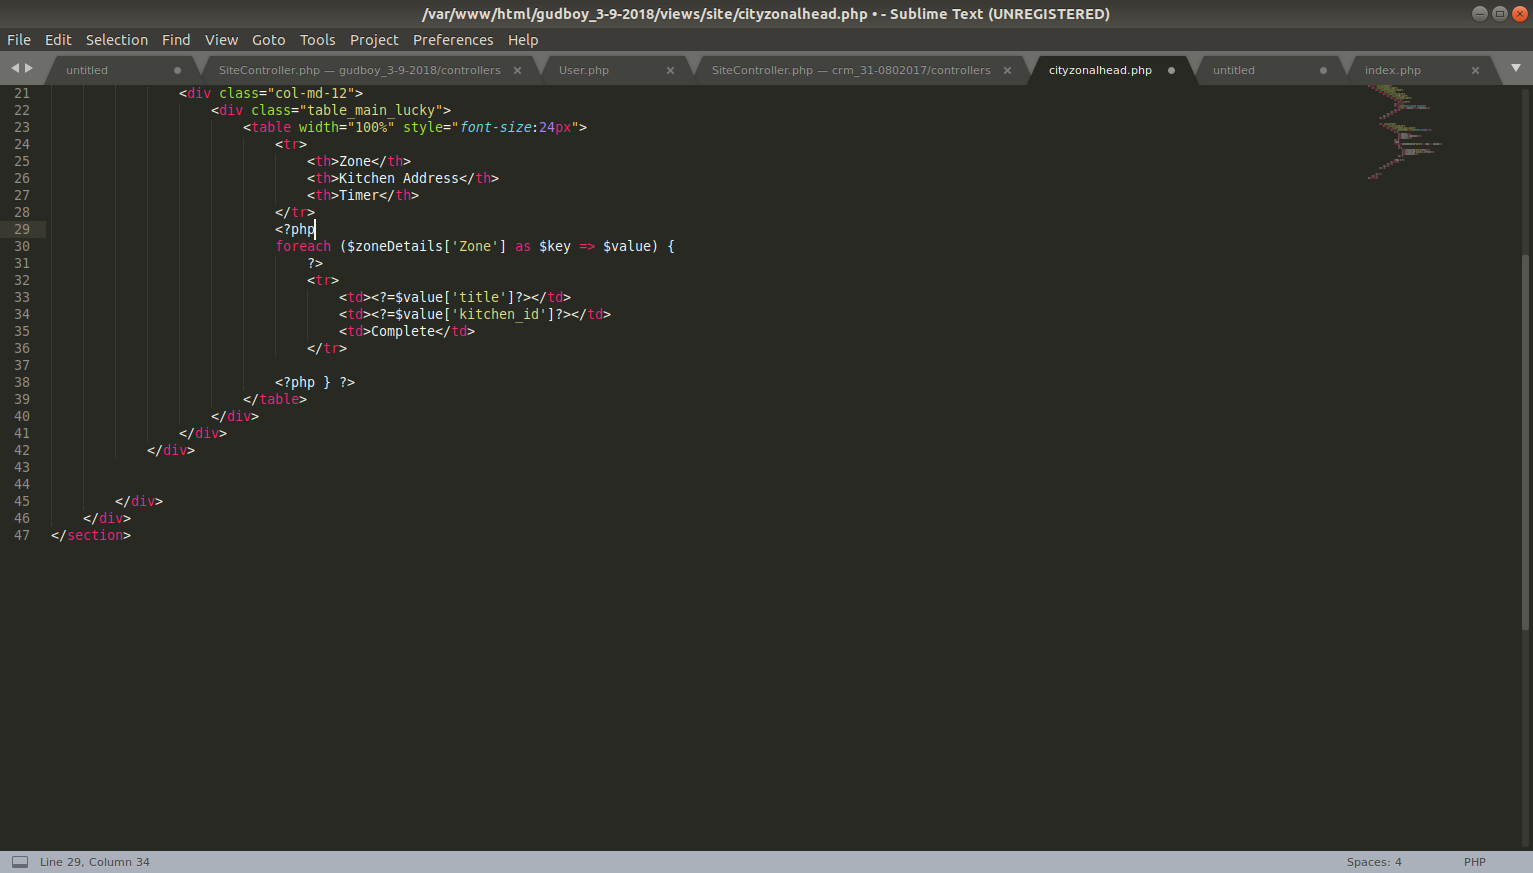 /var/www/html/gudboy_3-9-2018/views/site/cityzonalhead.php • - Sublime Text (UNREGISTERED)
File Edit Selection Find View Goto Tools Project Preferences Help
untitled SiteController.php — gudboy_3-9-2018/controllers User.php SiteController.php — crm_31-0802017/controllers cityzonalhead.php untitled index.php
21 <div class="col-md-12">
22 <div class="table_main_lucky">
23 <table width="100%" style="font-size:24px">
24 <tr>
25 <th>Zone</th>
26 <th>Kitchen Address</th>
27 <th>Timer</th>
28 </tr>
29 <?php
30 foreach ($zoneDetails['Zone'] as $key => $value) {
31 ?>
32 <tr>
33 <td><?=$value['title']?></td>
34 <td><?=$value['kitchen_id']?></td>
35 <td>Complete</td>
36 </tr>
37
38 <?php } ?>
39 </table>
40 </div>
41 </div>
42 </div>
43
44
45 </div>
46 </div>
47 </section>
Line 29, Column 34 Spaces: 4 PHP